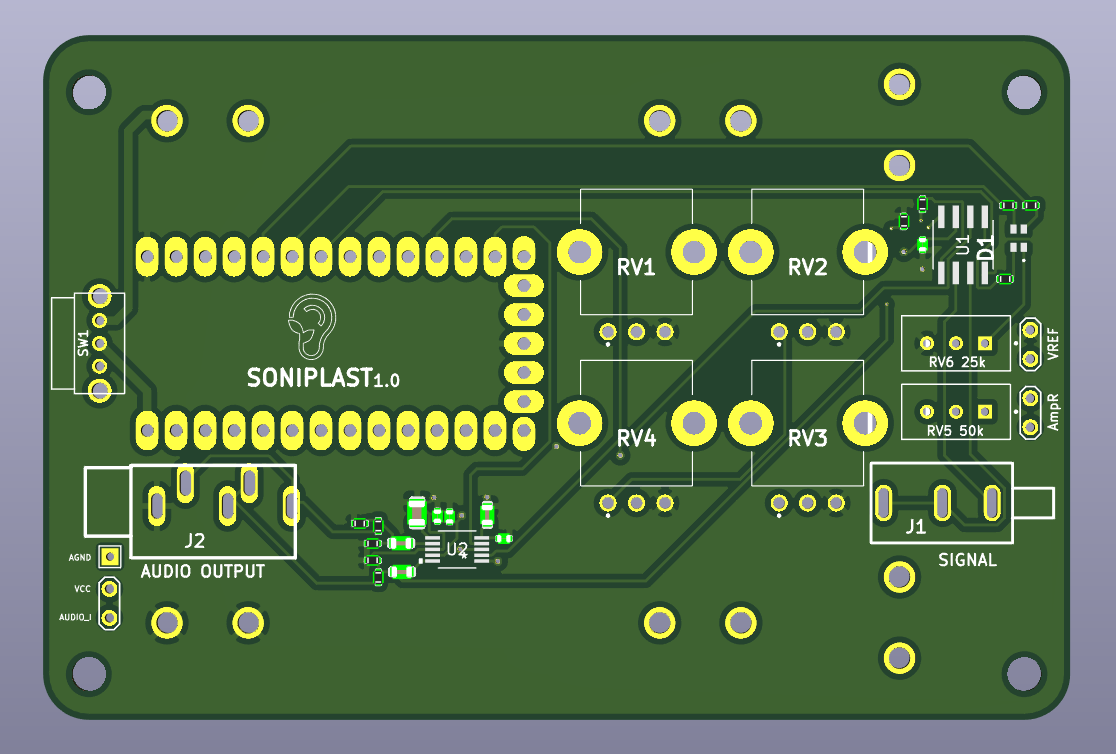 RV1
RV2
U1
D1
SW1
SONIPLAST1.0
VREF
RV6 25k
AmpR
RV5 50k
RV4
RV3
J2
U2
*
J1
AGND
AUDIO OUTPUT
SIGNAL
VCC
AUDIO_I